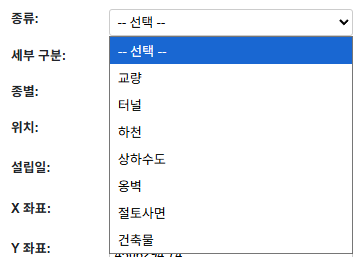 종류:
-- 선택 --
-- 선택 --
세부 구분:
교량
종별:
터널
위치:
하천
상하수도
설립일:
옹벽
X 좌표:
절토사면
건축물
Y 좌표: